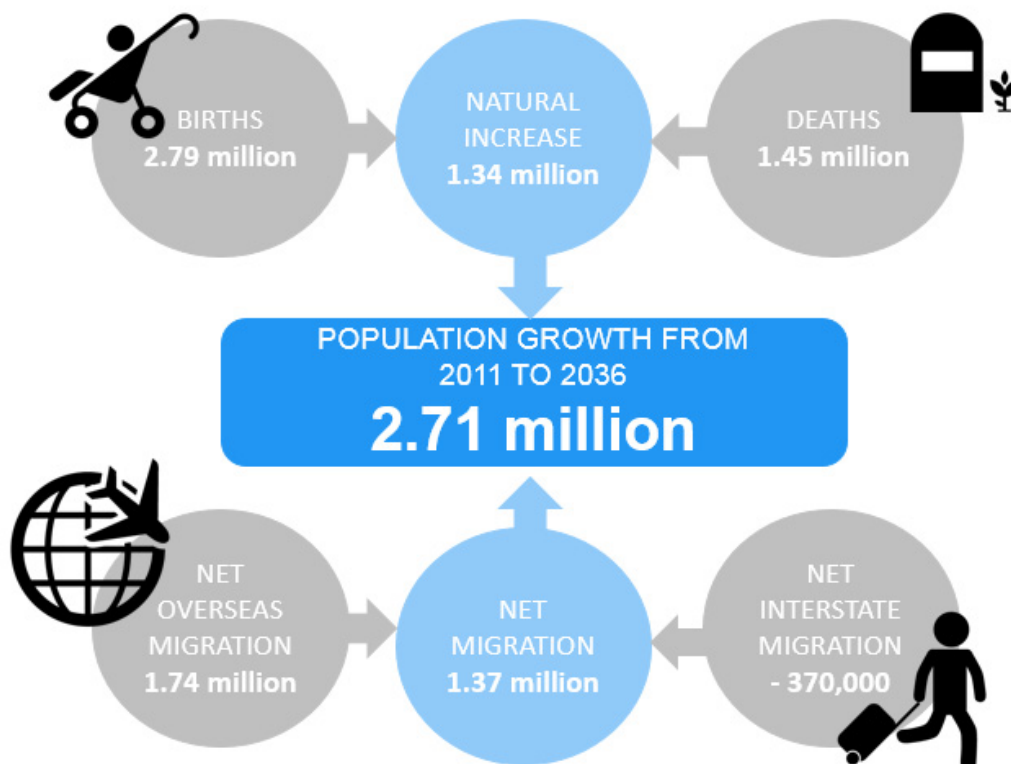 BIRTHS
2.79 million
NATURAL
INCREASE
1.34 million
DEATHS
1.45 million
POPULATION GROWTH FROM
2011 TO 2036
2.71 million
NET
OVERSEAS
MIGRATION
1.74 million
NET
MIGRATION
1.37 million
NET
INTERSTATE
MIGRATION
- 370,000